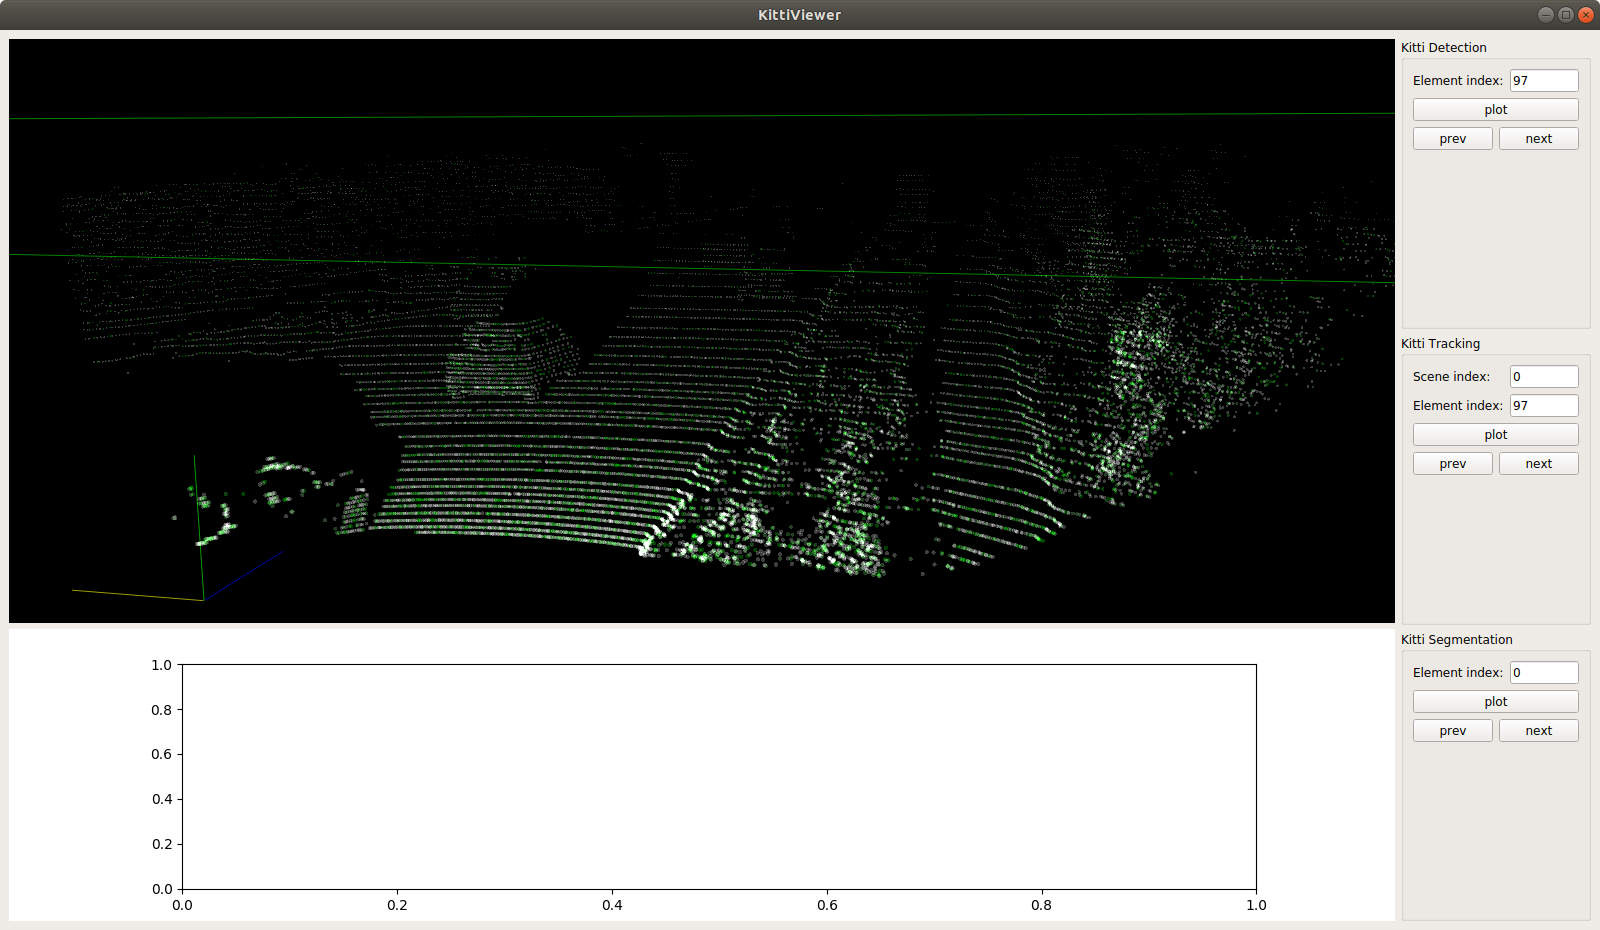 KittiViewer
Kitti Detection
Element index: 97
plot
prev next
Kitti Tracking
Scene index: 0
Element index: 97
plot
prev next
Kitti Segmentation
Element index: 0
plot
prev next
1.0
0.8
0.6
0.4
0.2
0.0
0.0 0.2 0.4 0.6 0.8 1.0